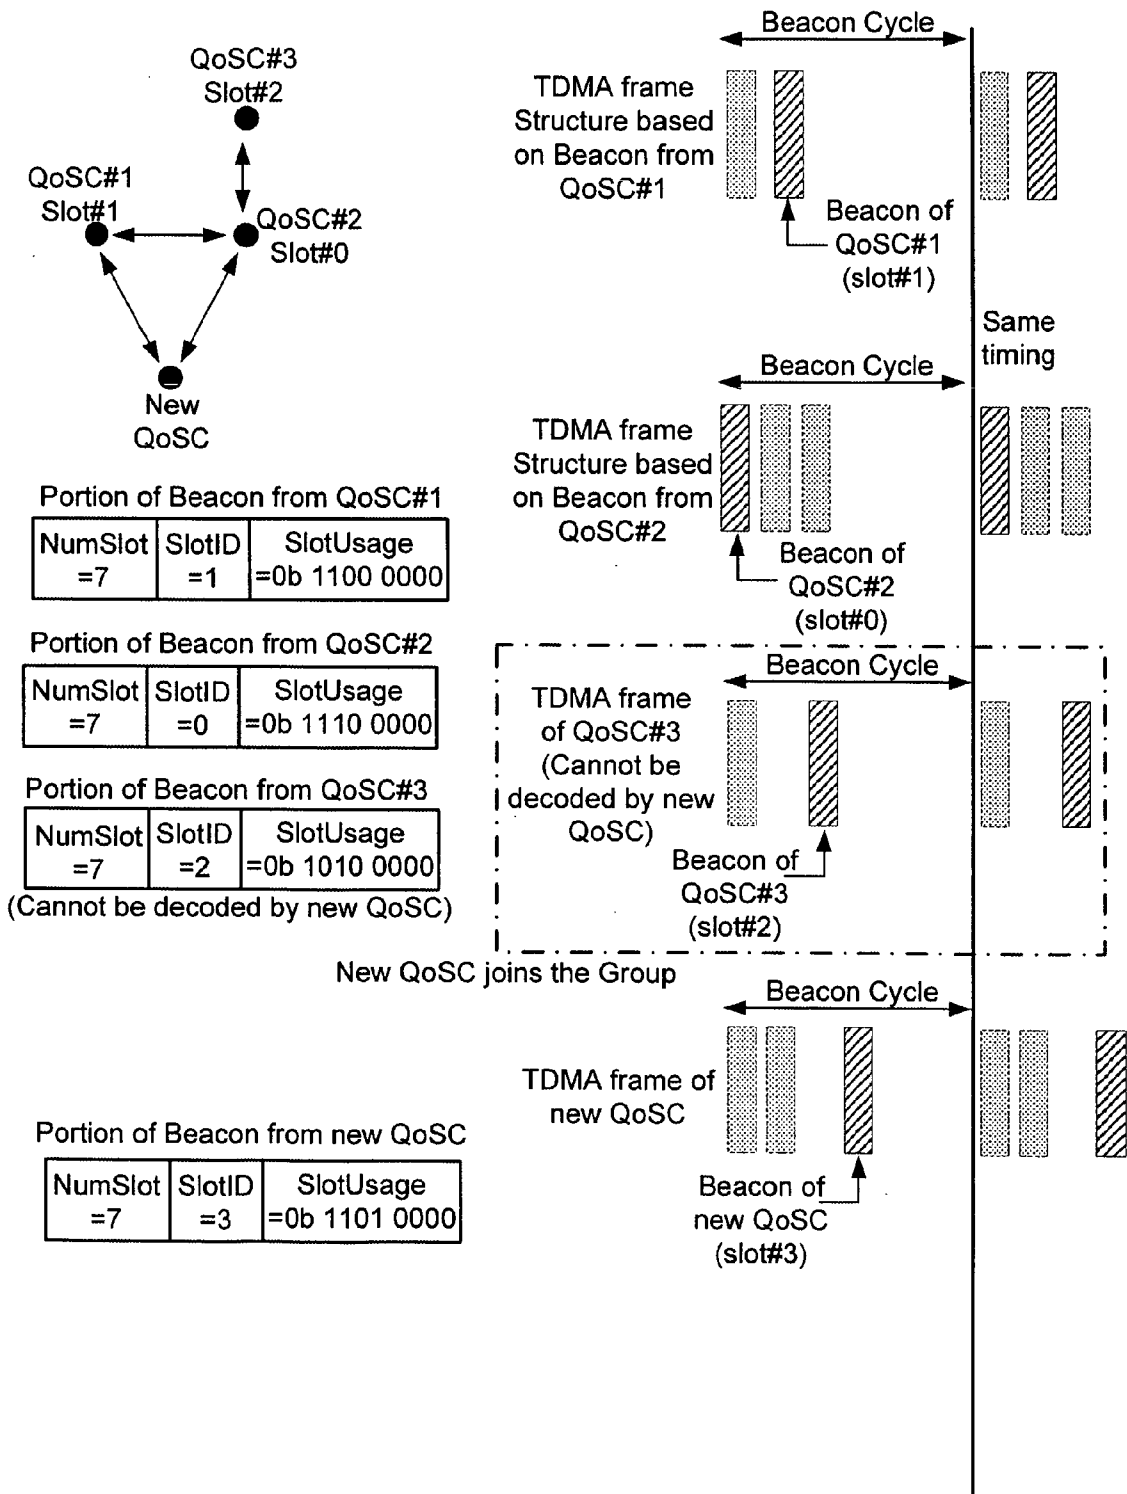 QoSC#3
Slot#2
QoSC#1
Slot#1
QoSC#2
Slot#0
New
QoSC
Portion of Beacon from QoSC#1
NumSlot SlotID SlotUsage
=7 =1 =0b 1100 0000
Portion of Beacon from QoSC#2
NumSlot SlotID SlotUsage
=7 =0 =0b 1110 0000
Portion of Beacon from QoSC#3
NumSlot SlotID SlotUsage
=7 =2 =0b 1010 0000
(Cannot be decoded by new QoSC)
New QoSC joins the Group
Portion of Beacon from new QoSC
NumSlot SlotID SlotUsage
=7 =3 =0b 1101 0000
Beacon Cycle
TDMA frame
Structure based
on Beacon from
QoSC#1
Beacon of
QoSC#1
(slot#1)
Same
timing
Beacon Cycle
TDMA frame
Structure based
on Beacon from
QoSC#2
Beacon of
QoSC#2
(slot#0)
Beacon Cycle
TDMA frame
of QoSC#3
(Cannot be
decoded by new
QoSC)
Beacon of
QoSC#3
(slot#2)
Beacon Cycle
TDMA frame of
new QoSC
Beacon of
new QoSC
(slot#3)